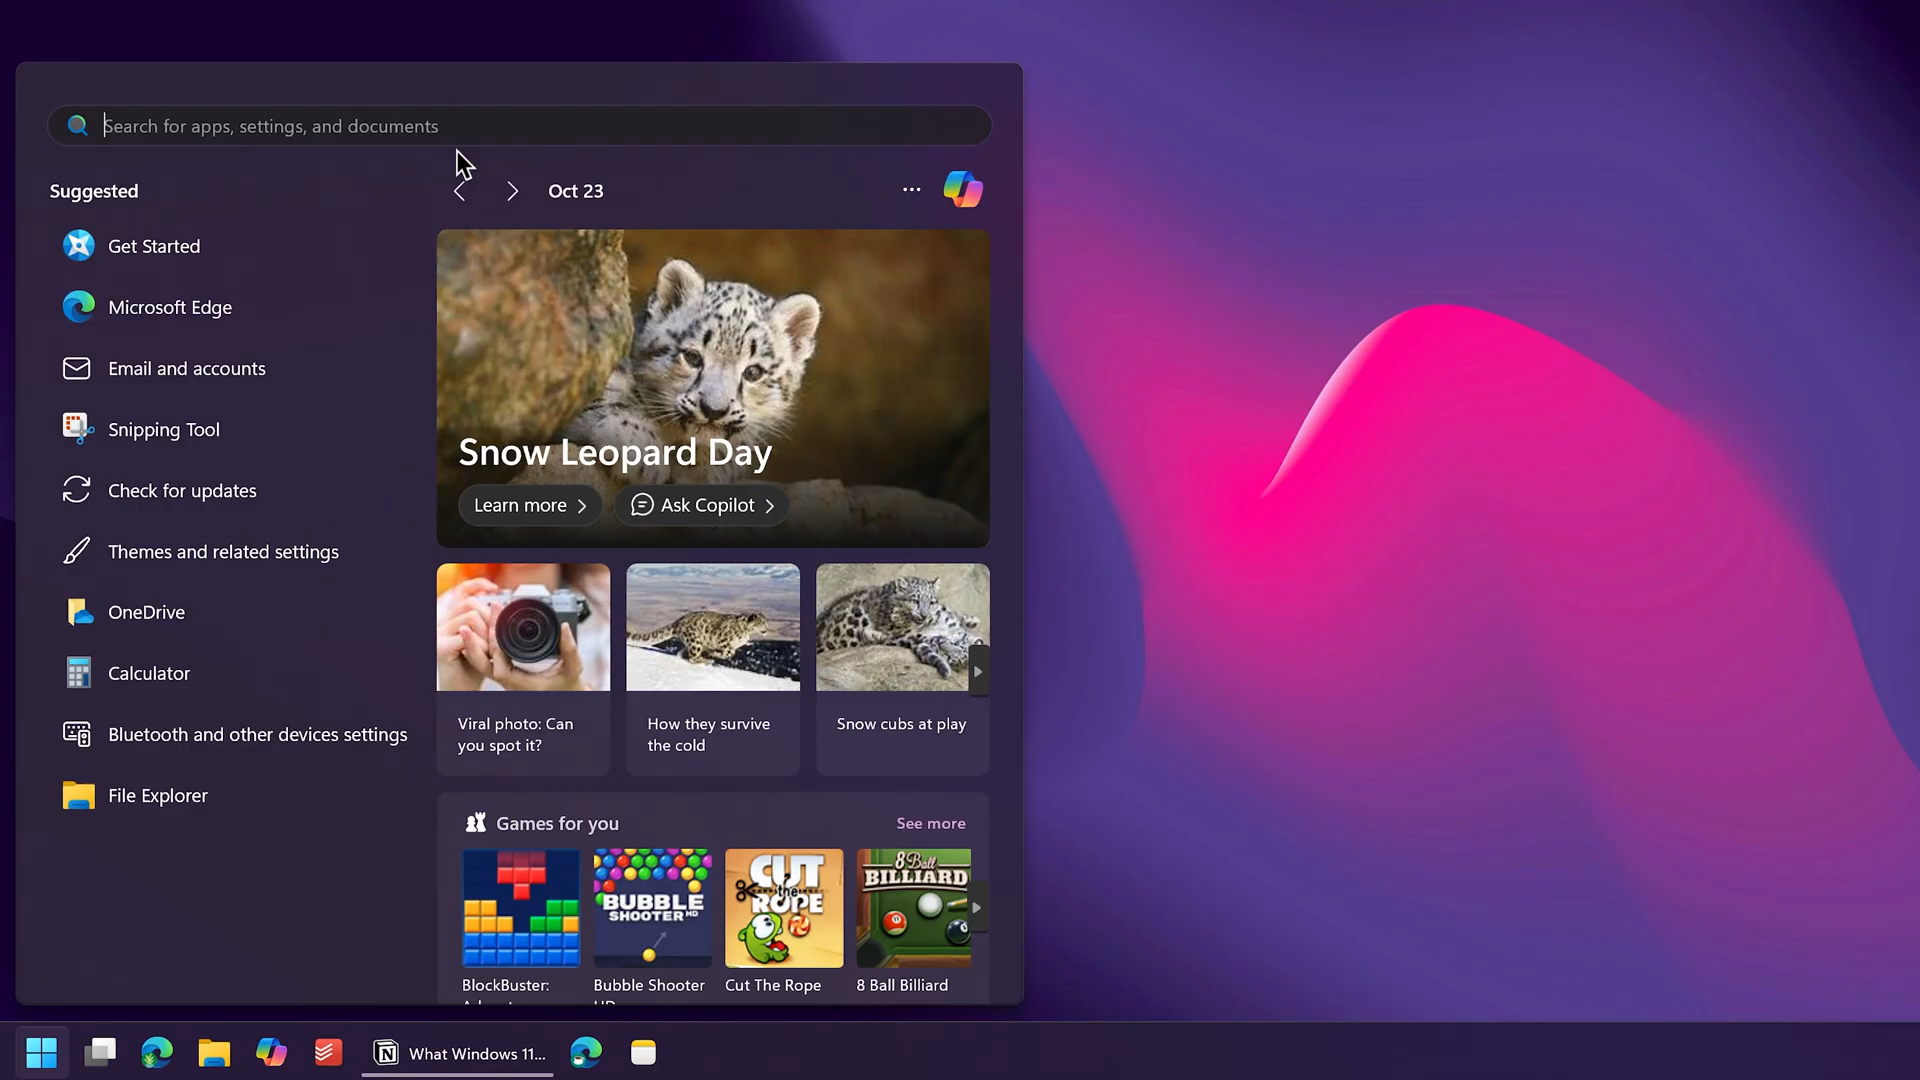 Search for apps, settings, and documents
Suggested
Get Started
Microsoft Edge
Email and accounts
Snipping Tool
Check for updates
Themes and related settings
OneDrive
Calculator
Bluetooth and other devices settings
File Explorer
Oct 23
Snow Leopard Day
Learn more
Ask Copilot
Viral photo: Can
you spot it?
How they survive
the cold
Snow cubs at play
Games for you
See more
BUBBLE
SHOOTER HD
CUT
the
ROPE
8 Ball
BILLIARD
BlockBuster:
Bubble Shooter
Cut The Rope
8 Ball Billiard
What Windows 11...